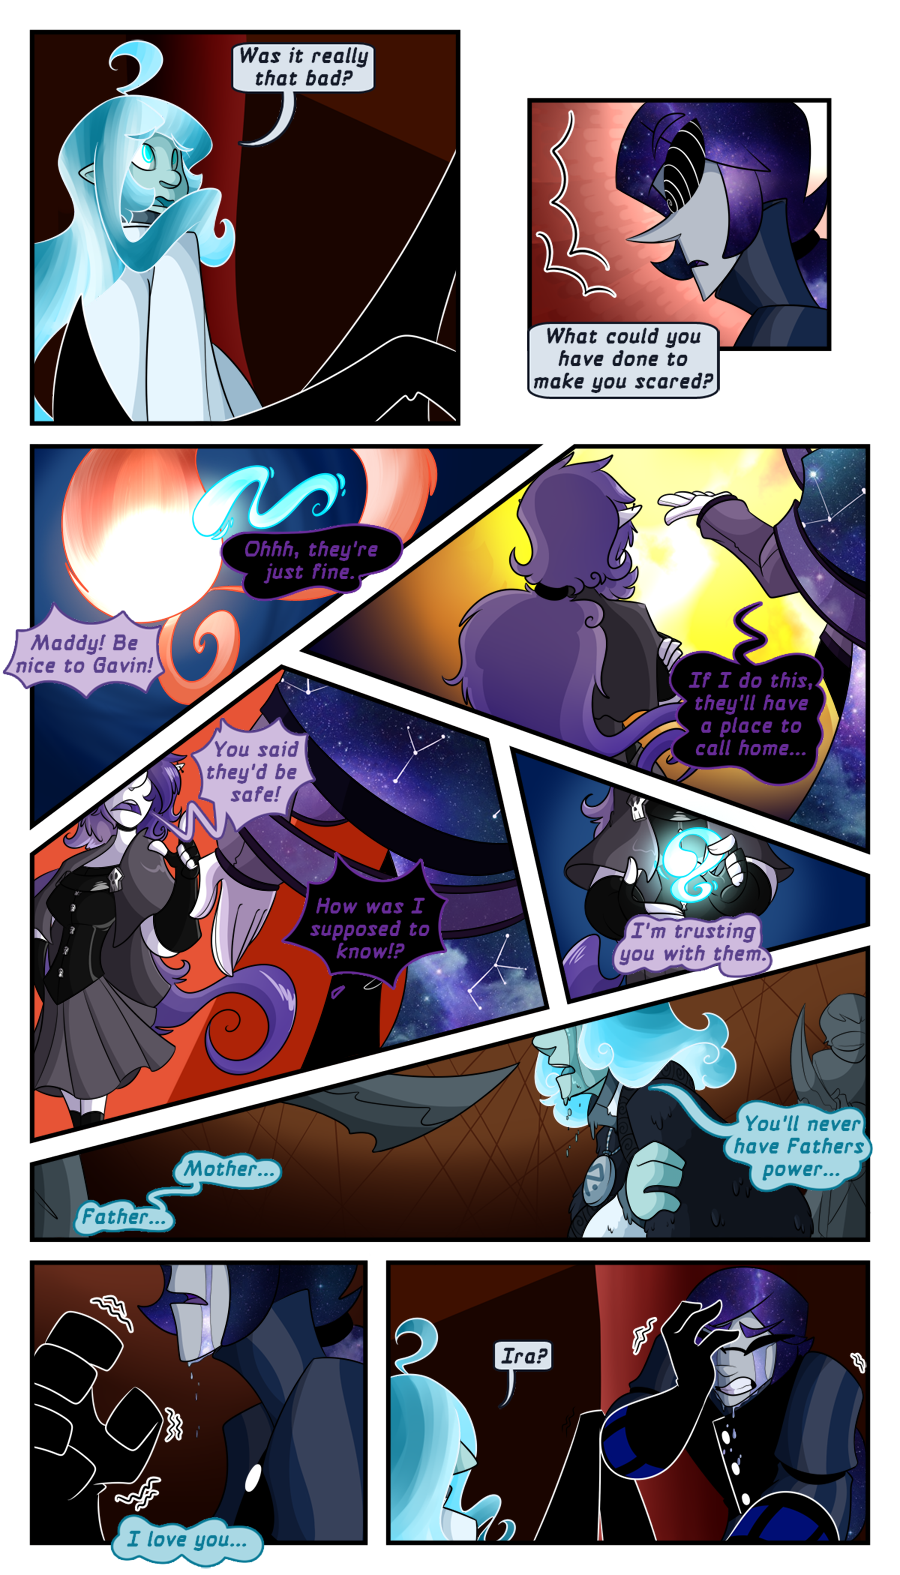 Was it really
that bad?
What could you
have done to
make you scared?
Ohhh, they're
just fine.
Maddy! Be
nice to Gavin!
If I do this,
they'll have
a place to
call home...
You said
they'd be
safe!
How was I
supposed to
know!?
I'm trusting
you with them.
You'll never
have Fathers
power...
Mother...
Father...
I love you...
Ira?